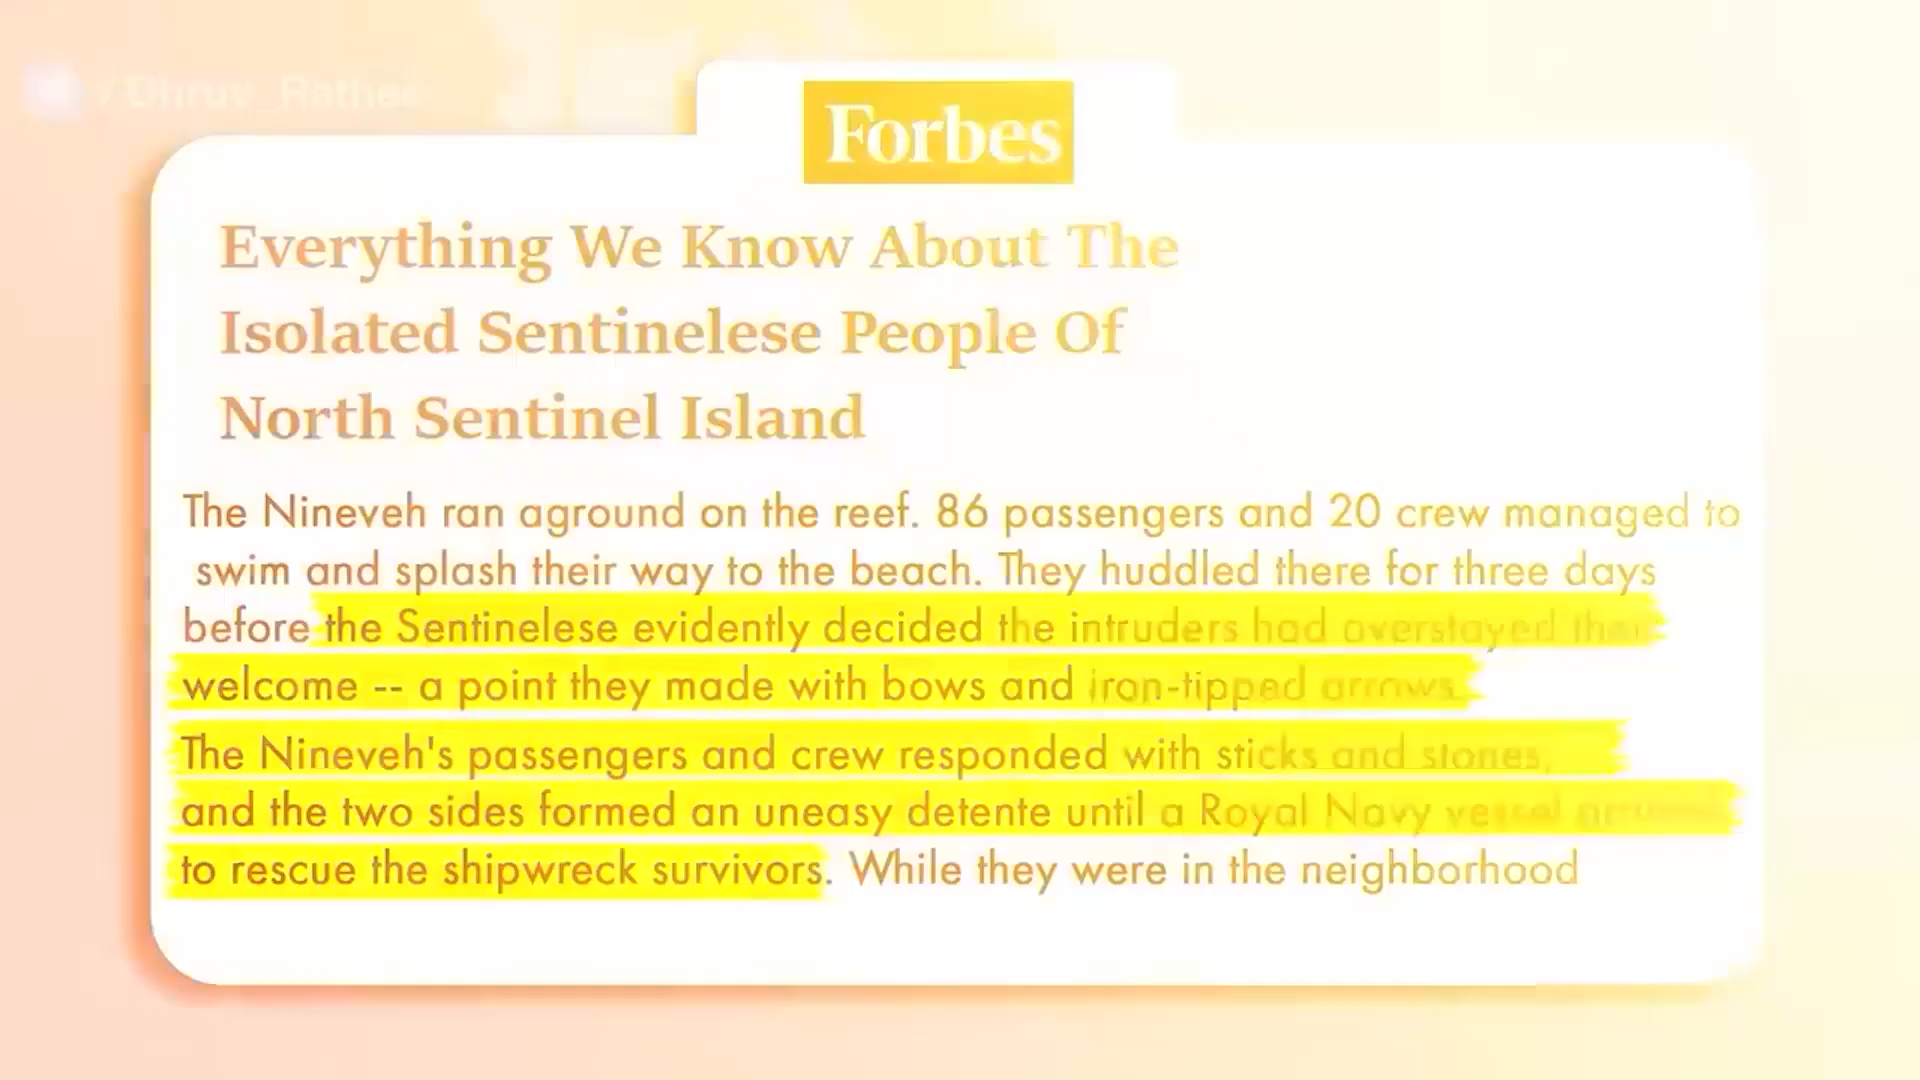 / Dhruv_Rathee
Forbes
Everything We Know About The
Isolated Sentinelese People Of
North Sentinel Island
The Nineveh ran aground on the reef. 86 passengers and 20 crew managed to
swim and splash their way to the beach. They huddled there for three days
before the Sentinelese evidently decided the intruders had overstayed their
welcome -- a point they made with bows and iron-tipped arrows.
The Nineveh's passengers and crew responded with sticks and stones,
and the two sides formed an uneasy detente until a Royal Navy vessel arrived
to rescue the shipwreck survivors. While they were in the neighborhood